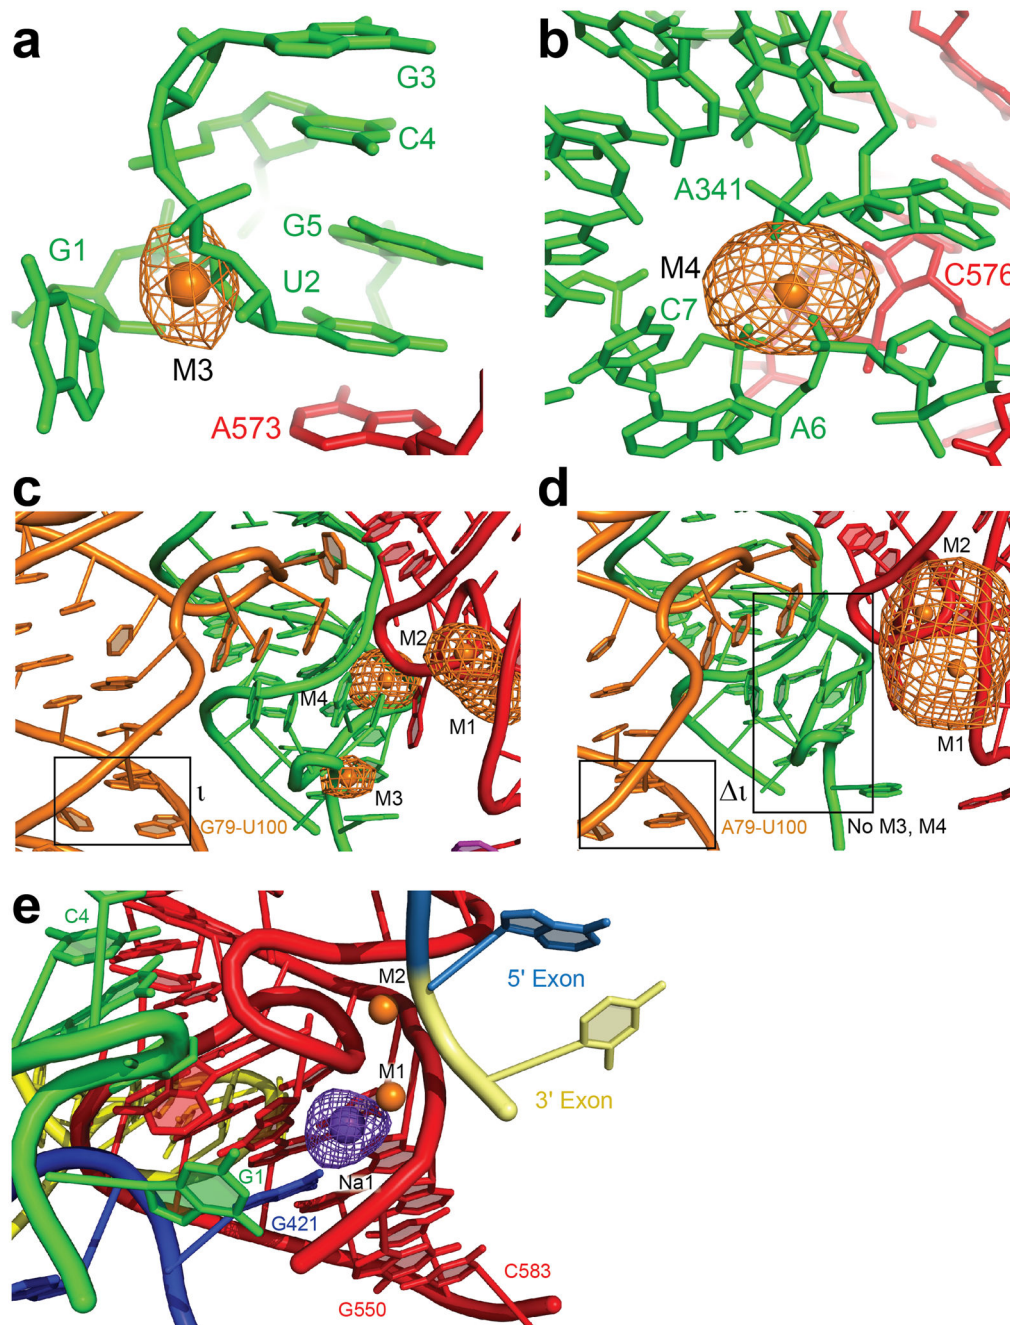 a
G3
C4
G5
G1
U2
M3
A573
b
A341
M4
C576
C7
A6
c
M2
M4
M1
M3
ι
G79-U100
d
M2
M1
Δι
A79-U100
No M3, M4
e
C4
M2
5' Exon
M1
3' Exon
G1
Na1
G421
C583
G550